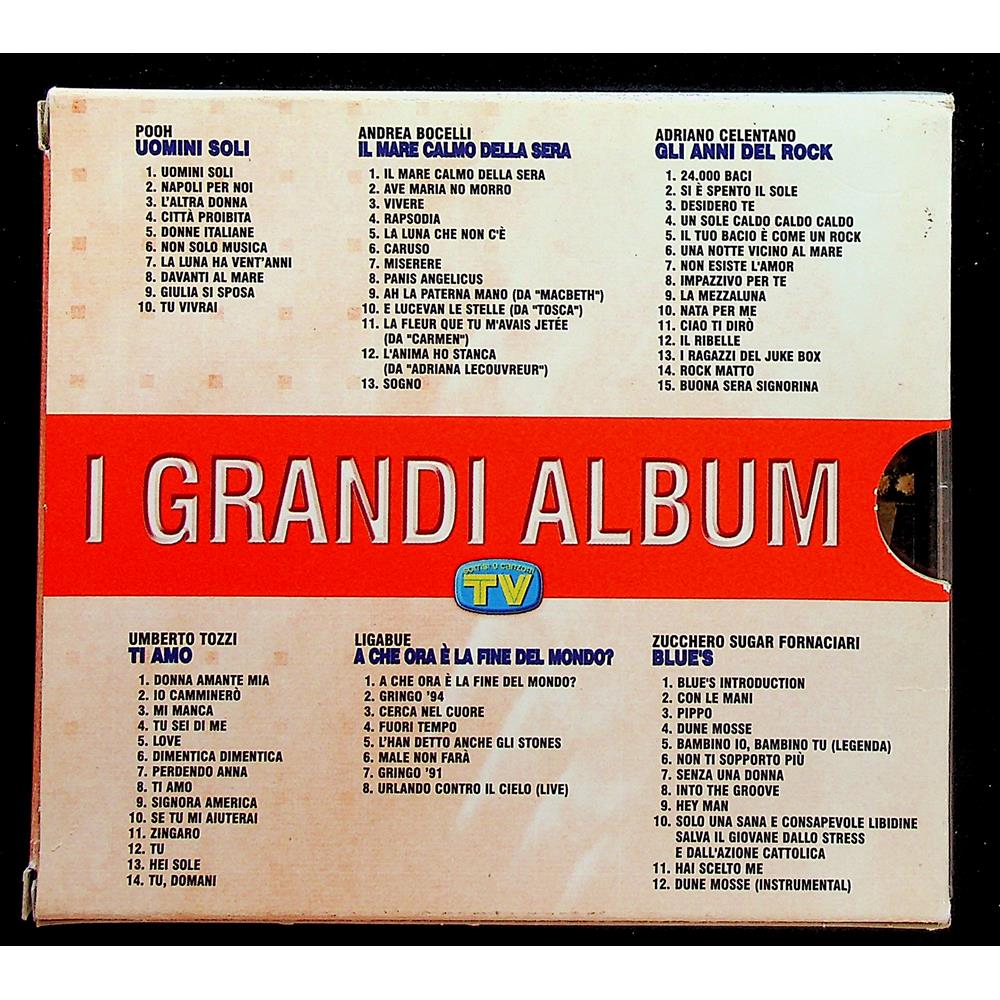 POOH
UOMINI SOLI
1. UOMINI SOLI
2. NAPOLI PER NOI
3. L'ALTRA DONNA
4. CITTÀ PROIBITA
5. DONNE ITALIANE
6. NON SOLO MUSICA
7. LA LUNA HA VENT'ANNI
8. DAVANTI AL MARE
9. GIULIA SI SPOSA
10. TU VIVRAI
ANDREA BOCELLI
IL MARE CALMO DELLA SERA
1. IL MARE CALMO DELLA SERA
2. AVE MARIA NO MORRO
3. VIVERE
4. RAPSODIA
5. LA LUNA CHE NON C'È
6. CARUSO
7. MISERERE
8. PANIS ANGELICUS
9. AH LA PATERNA MANO (DA "MACBETH")
10. E LUCEVAN LE STELLE (DA "TOSCA")
11. LA FLEUR QUE TU M'AVAIS JETÉE
(DA "CARMEN")
12. L'ANIMA HO STANCA
(DA "ADRIANA LECOUVREUR")
13. SOGNO
ADRIANO CELENTANO
GLI ANNI DEL ROCK
1. 24.000 BACI
2. SI È SPENTO IL SOLE
3. DESIDERO TE
4. UN SOLE CALDO CALDO CALDO
5. IL TUO BACIO È COME UN ROCK
6. UNA NOTTE VICINO AL MARE
7. NON ESISTE L'AMOR
8. IMPAZZIVO PER TE
9. LA MEZZALUNA
10. NATA PER ME
11. CIAO TI DIRÒ
12. IL RIBELLE
13. I RAGAZZI DEL JUKE BOX
14. ROCK MATTO
15. BUONA SERA SIGNORINA
I GRANDI ALBUM
sorrisi e canzoni
TV
UMBERTO TOZZI
TI AMO
1. DONNA AMANTE MIA
2. IO CAMMINERÒ
3. MI MANCA
4. TU SEI DI ME
5. LOVE
6. DIMENTICA DIMENTICA
7. PERDENDO ANNA
8. TI AMO
9. SIGNORA AMERICA
10. SE TU MI AIUTERAI
11. ZINGARO
12. TU
13. HEI SOLE
14. TU, DOMANI
LIGABUE
A CHE ORA È LA FINE DEL MONDO?
1. A CHE ORA È LA FINE DEL MONDO?
2. GRINGO '94
3. CERCA NEL CUORE
4. FUORI TEMPO
5. L'HAN DETTO ANCHE GLI STONES
6. MALE NON FARÀ
7. GRINGO '91
8. URLANDO CONTRO IL CIELO (LIVE)
ZUCCHERO SUGAR FORNACIARI
BLUE'S
1. BLUE'S INTRODUCTION
2. CON LE MANI
3. PIPPO
4. DUNE MOSSE
5. BAMBINO IO, BAMBINO TU (LEGENDA)
6. NON TI SOPPORTO PIÙ
7. SENZA UNA DONNA
8. INTO THE GROOVE
9. HEY MAN
10. SOLO UNA SANA E CONSAPEVOLE LIBIDINE
SALVA IL GIOVANE DALLO STRESS
E DALL'AZIONE CATTOLICA
11. HAI SCELTO ME
12. DUNE MOSSE (INSTRUMENTAL)